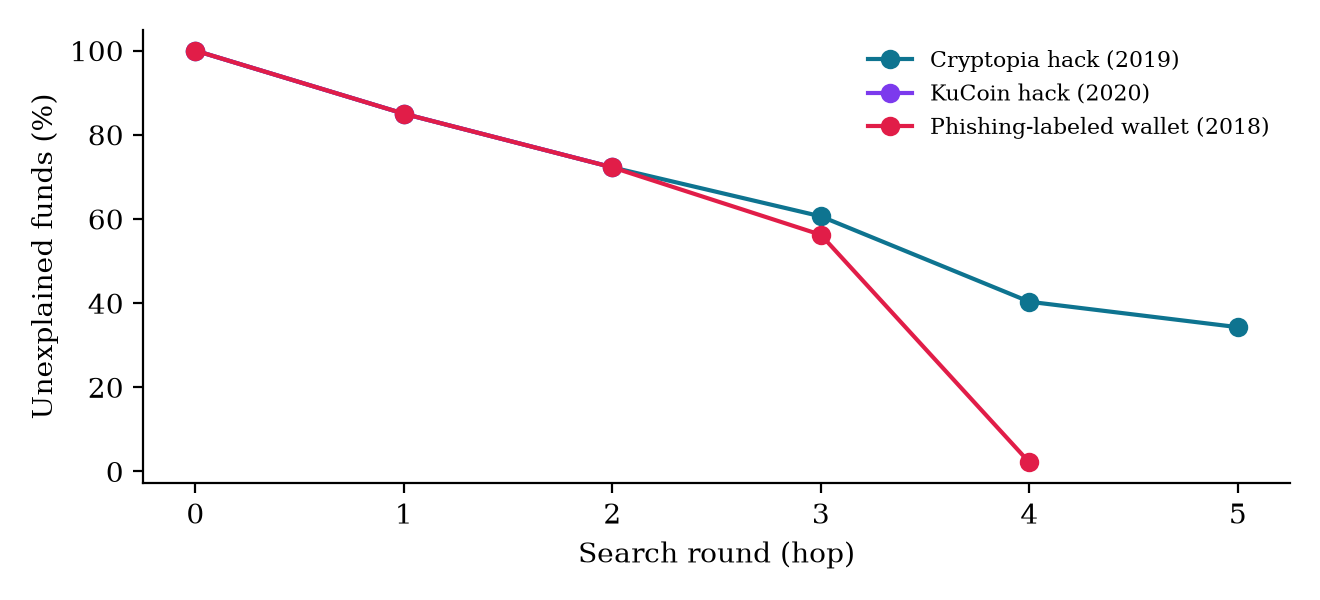 Unexplained funds (%)
100
80
60
40
20
0
Cryptopia hack (2019)
KuCoin hack (2020)
Phishing-labeled wallet (2018)
0 1 2 3 4 5
Search round (hop)